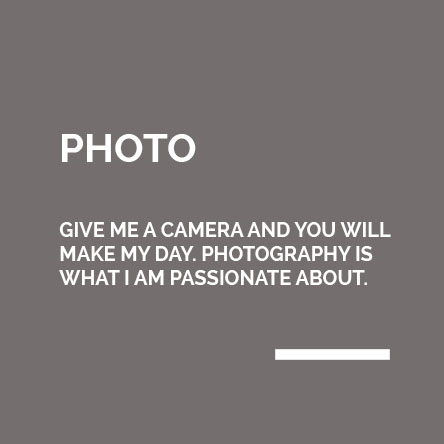 PHOTO
GIVE ME A CAMERA AND YOU WILL
MAKE MY DAY. PHOTOGRAPHY IS
WHAT I AM PASSIONATE ABOUT.